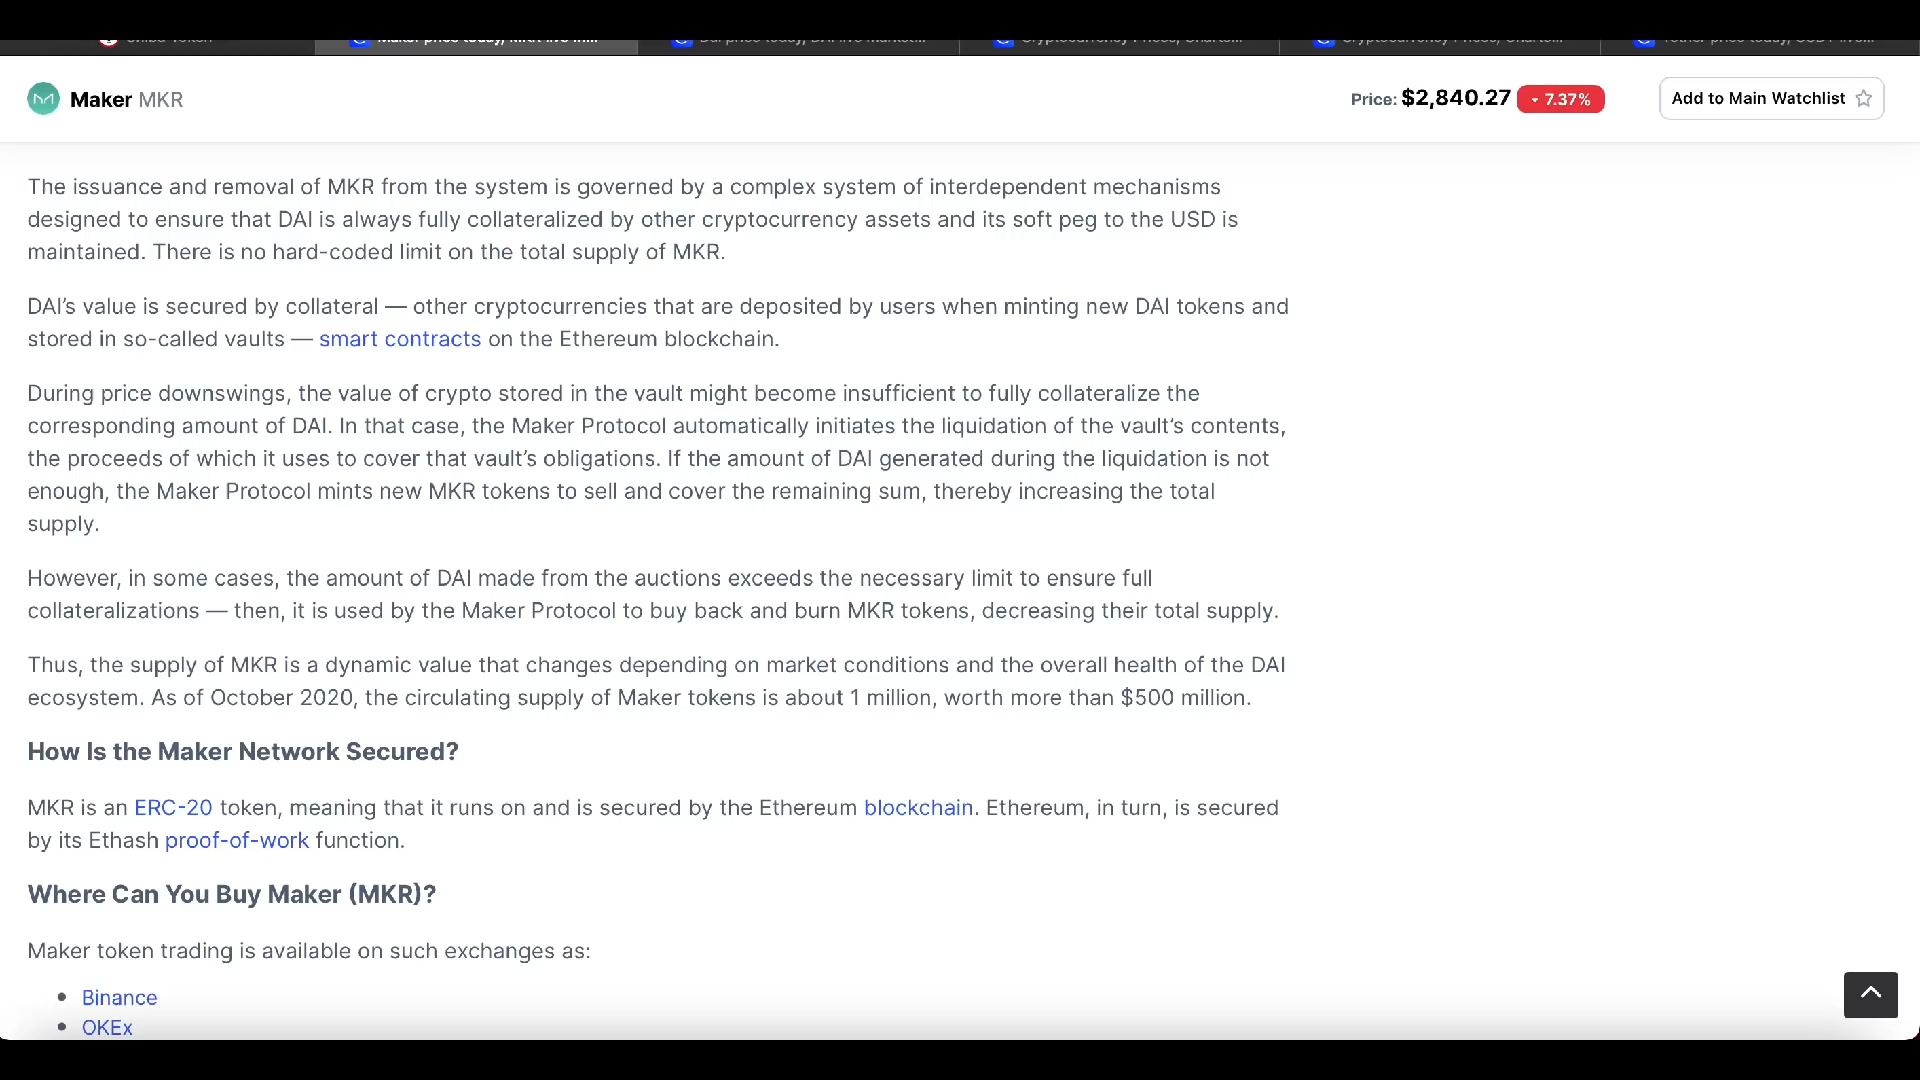 Maker MKR
Price: $2,840.27 7.37%
Add to Main Watchlist
The issuance and removal of MKR from the system is governed by a complex system of interdependent mechanisms
designed to ensure that DAI is always fully collateralized by other cryptocurrency assets and its soft peg to the USD is
maintained. There is no hard-coded limit on the total supply of MKR.
DAI’s value is secured by collateral — other cryptocurrencies that are deposited by users when minting new DAI tokens and
stored in so-called vaults — smart contracts on the Ethereum blockchain.
During price downswings, the value of crypto stored in the vault might become insufficient to fully collateralize the
corresponding amount of DAI. In that case, the Maker Protocol automatically initiates the liquidation of the vault’s contents,
the proceeds of which it uses to cover that vault’s obligations. If the amount of DAI generated during the liquidation is not
enough, the Maker Protocol mints new MKR tokens to sell and cover the remaining sum, thereby increasing the total
supply.
However, in some cases, the amount of DAI made from the auctions exceeds the necessary limit to ensure full
collateralizations — then, it is used by the Maker Protocol to buy back and burn MKR tokens, decreasing their total supply.
Thus, the supply of MKR is a dynamic value that changes depending on market conditions and the overall health of the DAI
ecosystem. As of October 2020, the circulating supply of Maker tokens is about 1 million, worth more than $500 million.
How Is the Maker Network Secured?
MKR is an ERC-20 token, meaning that it runs on and is secured by the Ethereum blockchain. Ethereum, in turn, is secured
by its Ethash proof-of-work function.
Where Can You Buy Maker (MKR)?
Maker token trading is available on such exchanges as:
Binance
OKEx